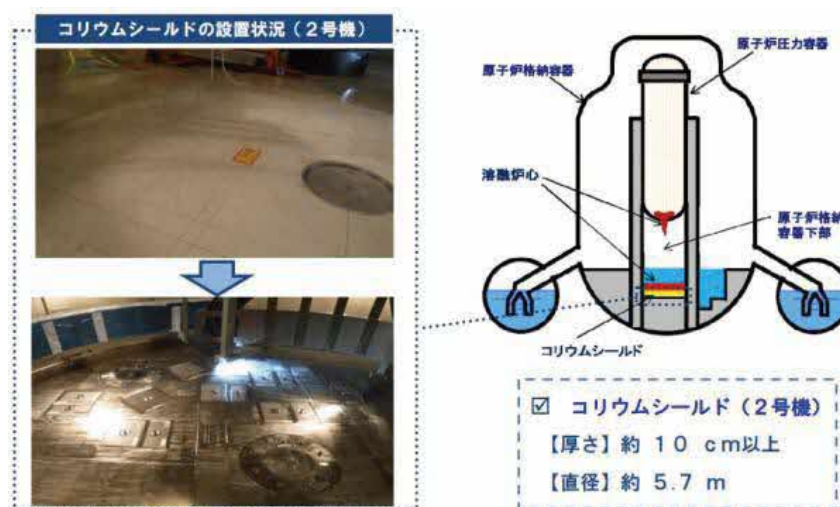 コリウムシールドの設置状況（２号機）
原子炉圧力容器
原子炉格納容器
溶融炉心
原子炉格納
容器下部
コリウムシールド
☑ コリウムシールド（２号機）
【厚さ】約 １０ ｃｍ以上
【直径】約 ５.７ ｍ